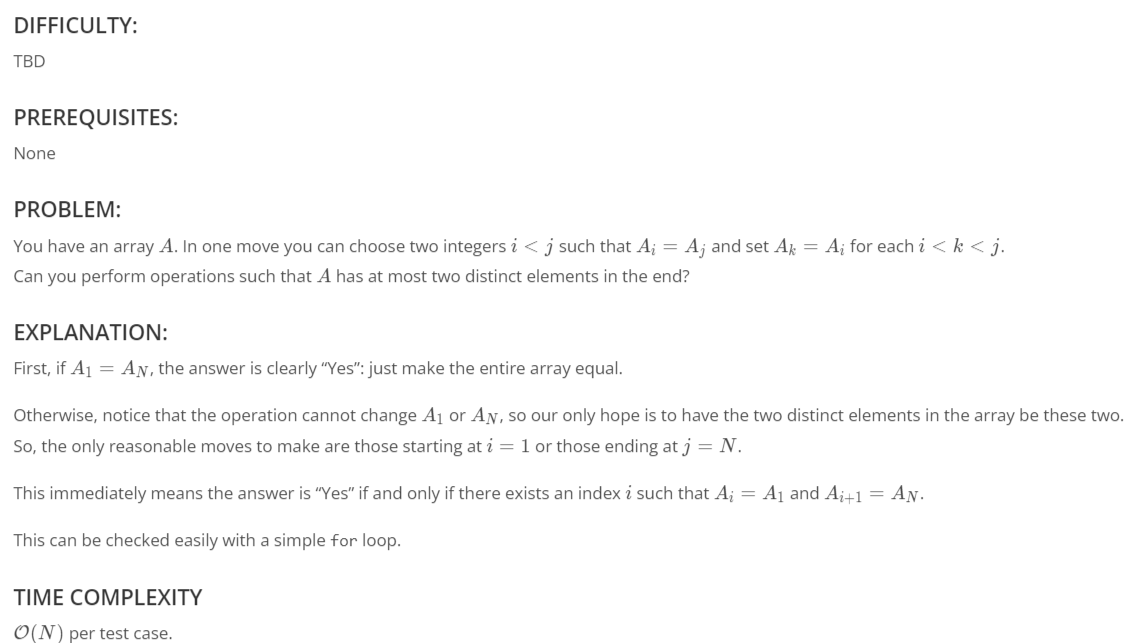 DIFFICULTY:
TBD
PREREQUISITES:
None
PROBLEM:
You have an array A. In one move you can choose two integers i < j such that A_i = A_j and set A_k = A_i for each i < k < j.
Can you perform operations such that A has at most two distinct elements in the end?
EXPLANATION:
First, if A_1 = A_N, the answer is clearly “Yes”: just make the entire array equal.
Otherwise, notice that the operation cannot change A_1 or A_N, so our only hope is to have the two distinct elements in the array be these two.
So, the only reasonable moves to make are those starting at i = 1 or those ending at j = N.
This immediately means the answer is “Yes” if and only if there exists an index i such that A_i = A_1 and A_{i+1} = A_N.
This can be checked easily with a simple for loop.
TIME COMPLEXITY
O(N) per test case.